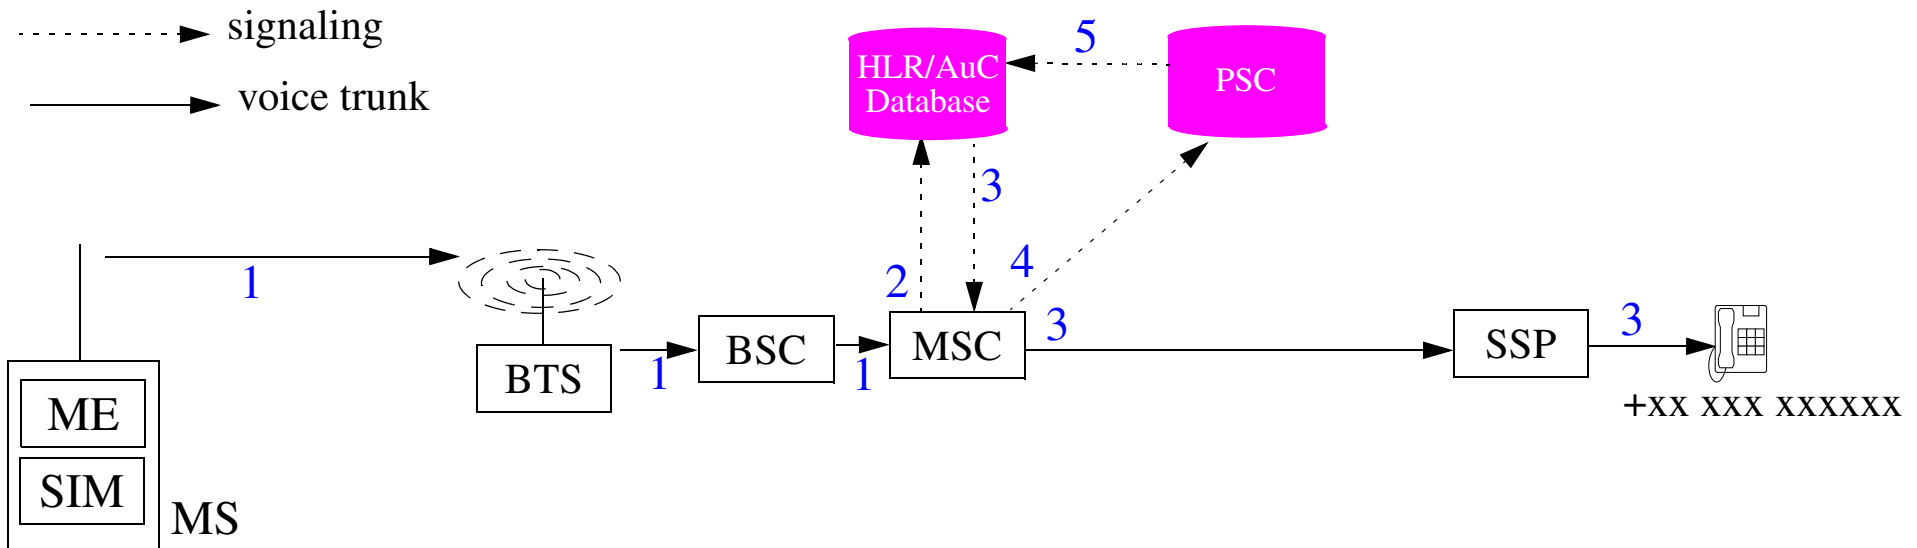 signaling
voice trunk
HLR/AuC
Database
PSC
5
3
2
4
1
1
1
3
3
BTS
BSC
MSC
SSP
+xx xxx xxxxxx
ME
SIM
MS